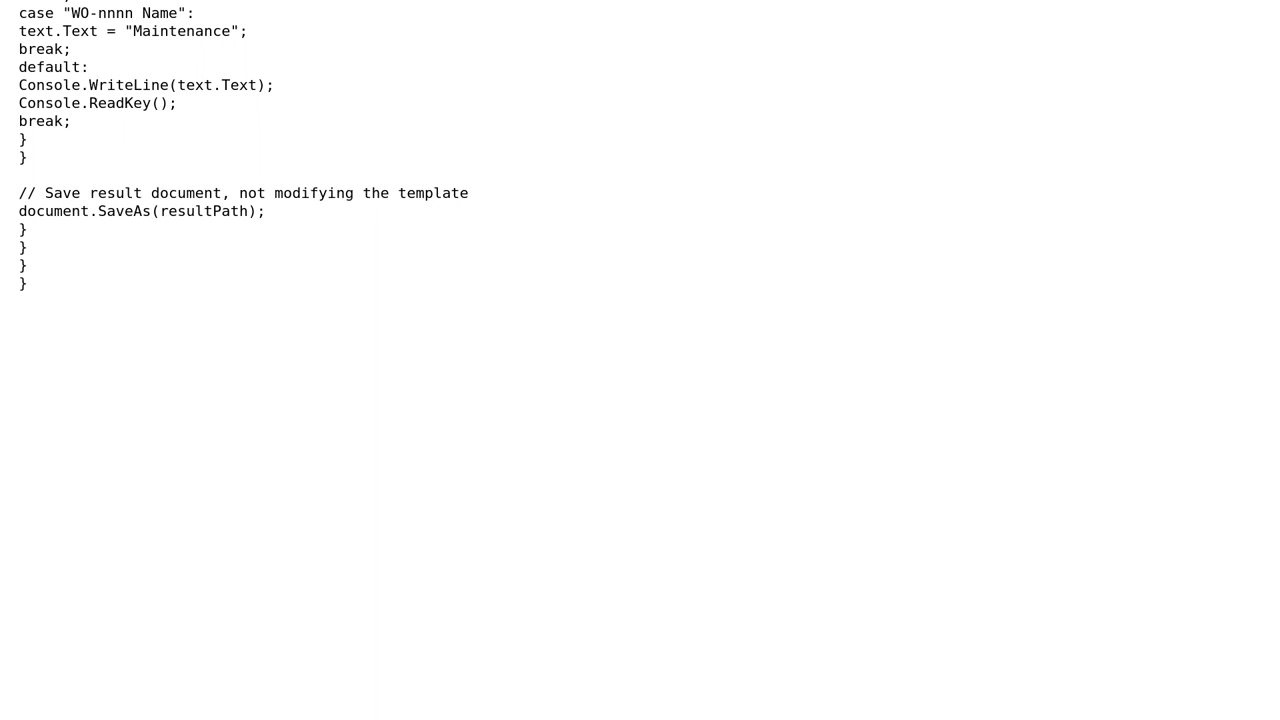 case "WO-nnnn Name":
text.Text = "Maintenance";
break;
default:
Console.WriteLine(text.Text);
Console.ReadKey();
break;
}
}

// Save result document, not modifying the template
document.SaveAs(resultPath);
}
}
}
}